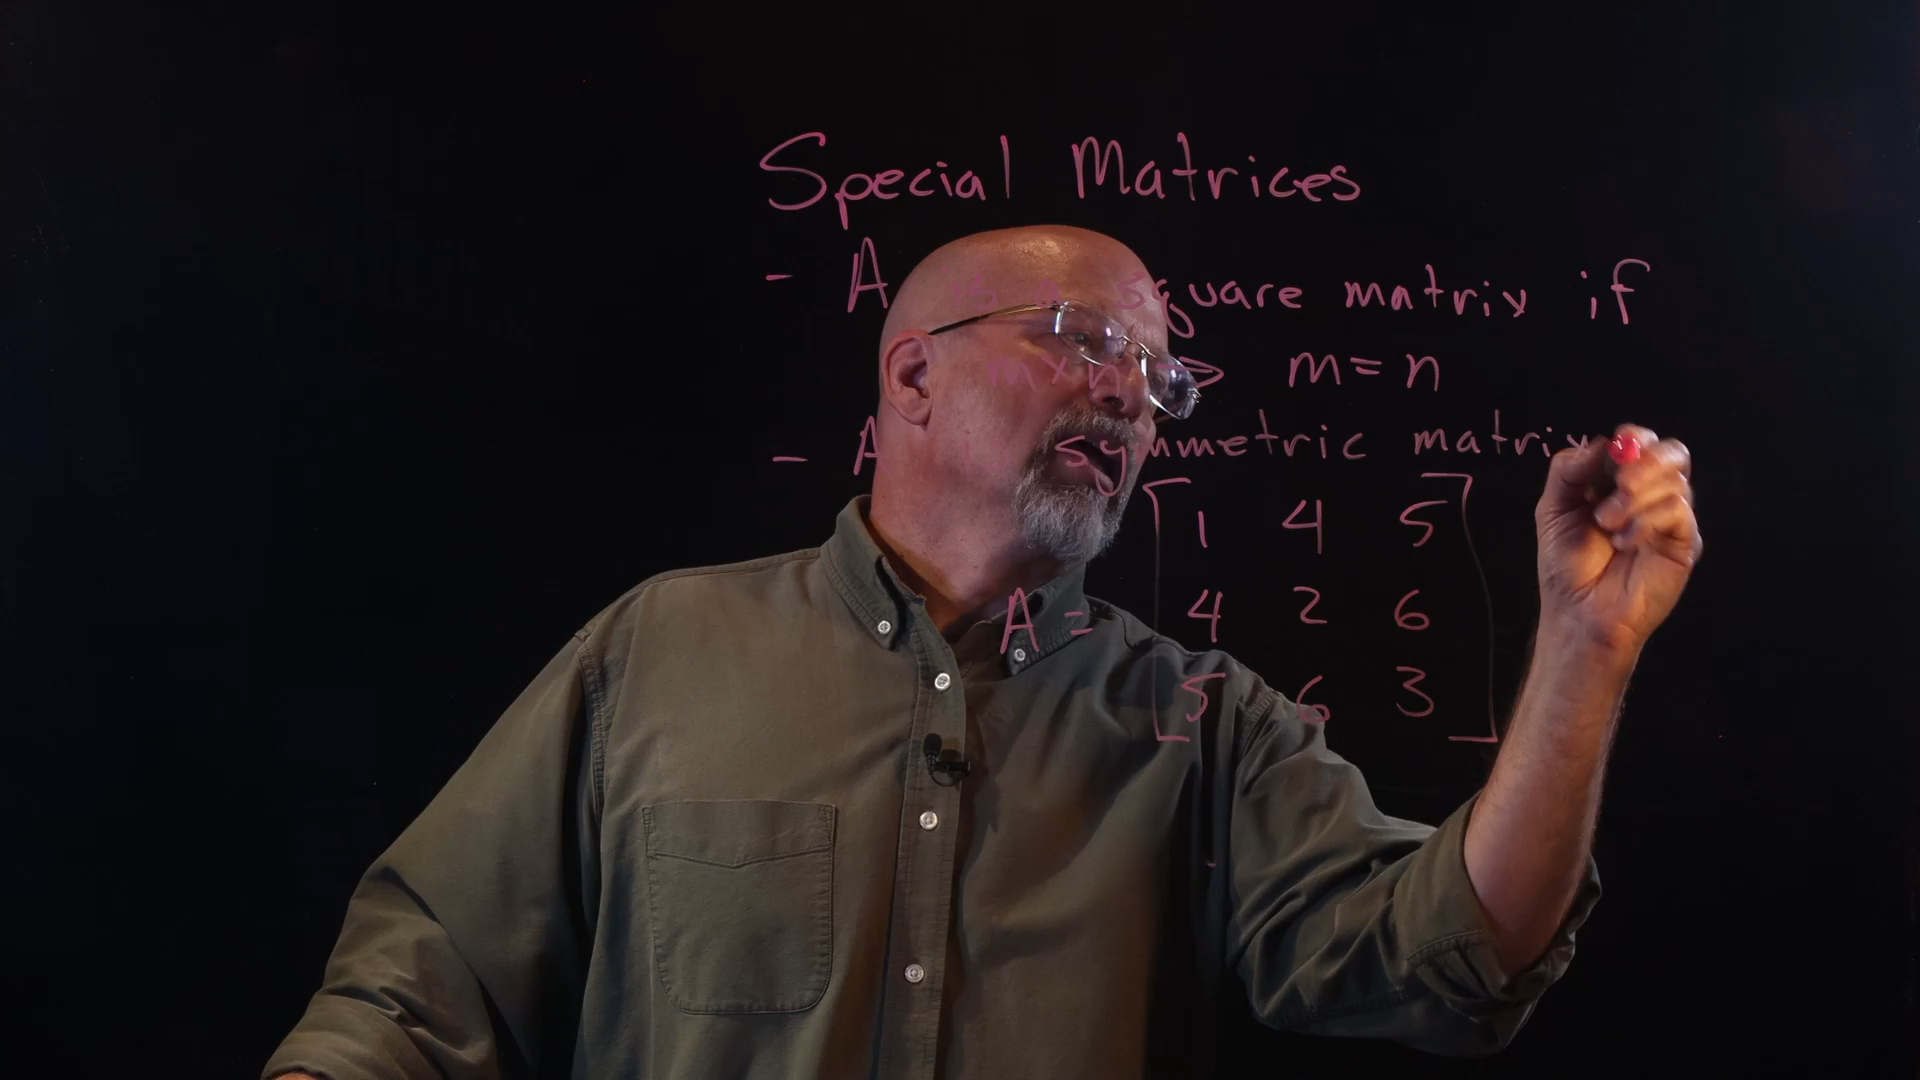 Special Matrices
- A is a square matrix if
m×n ⇒ m=n
- A symmetric matrix
1 4 5
A = 4 2 6
5 6 3